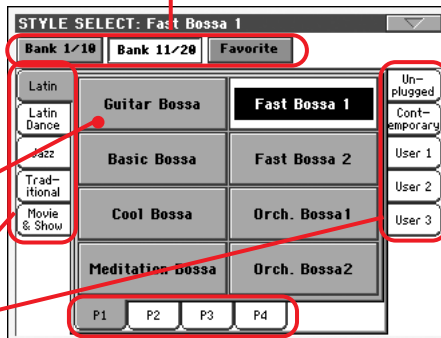 STYLE SELECT: Fast Bossa 1
Bank 1/10 Bank 11/20 Favorite
Latin
Latin
Dance
Jazz
Trad-
itional
Movie
& Show
Guitar Bossa Fast Bossa 1
Basic Bossa Fast Bossa 2
Cool Bossa Orch. Bossa1
Meditation Bossa Orch. Bossa2
Un-
plugged
Cont-
emporary
User 1
User 2
User 3
P1 P2 P3 P4